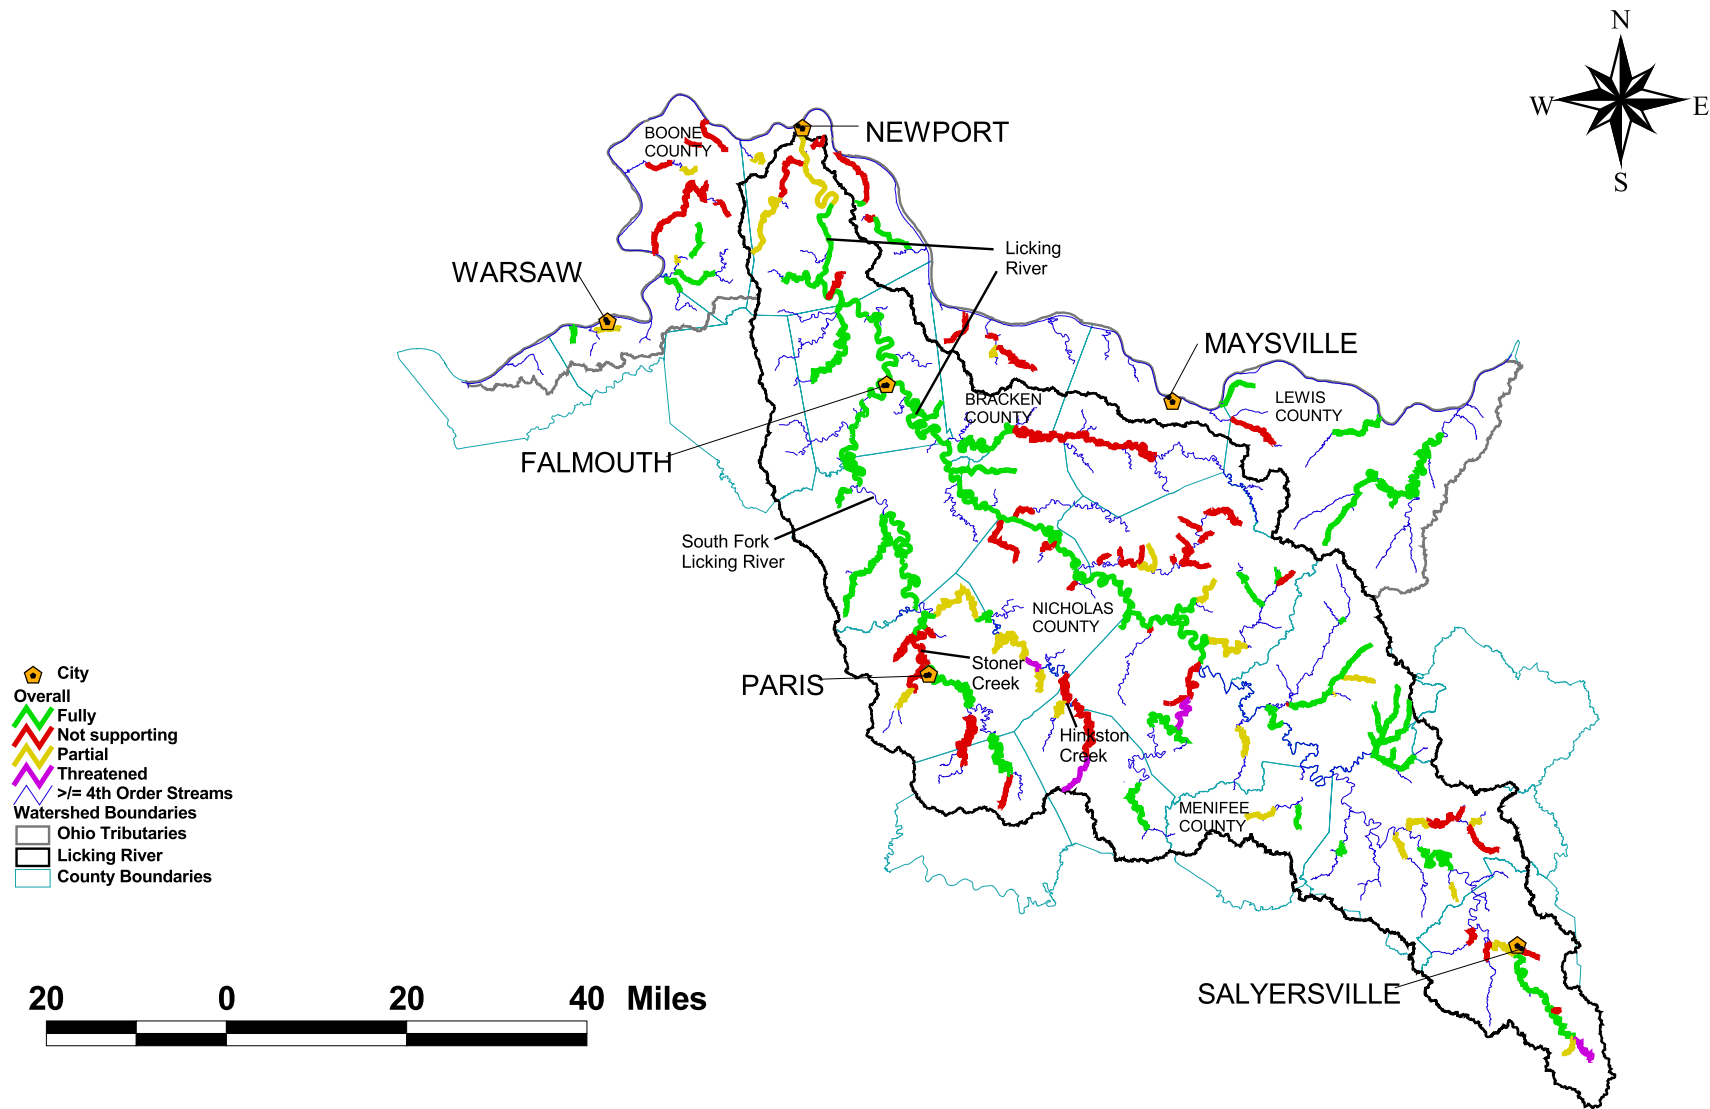 N
W
E
S
BOONE
COUNTY
NEWPORT
Licking
River
WARSAW
MAYSVILLE
BRACKEN
COUNTY
LEWIS
COUNTY
FALMOUTH
South Fork
Licking River
NICHOLAS
COUNTY
Stoner
Creek
PARIS
Hinkston
Creek
MENIFEE
COUNTY
SALYERSVILLE
City
Overall
Fully
Not supporting
Partial
Threatened
>/= 4th Order Streams
Watershed Boundaries
Ohio Tributaries
Licking River
County Boundaries
20 0 20 40 Miles